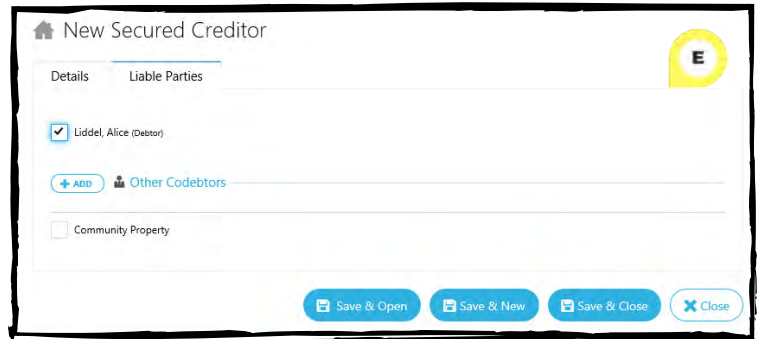 New Secured Creditor
E
Details Liable Parties
Liddel, Alice (Debtor)
+ ADD Other Codebtors
Community Property
Save & Open Save & New Save & Close Close